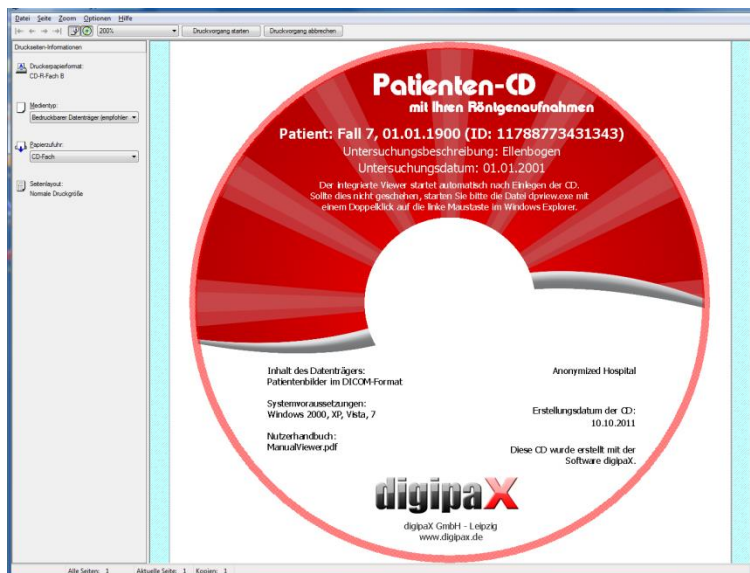 Datei Seite Zoom Optionen Hilfe
200% Druckvorgang starten Druckvorgang abbrechen
Druckseiten-Informationen
Druckerpapierformat:
CD-R-Fach B
Medientyp:
Bedruckbarer Datenträger (empfohler
Papierzufuhr:
CD-Fach
Seitenlayout:
Normale Druckgröße
Patienten-CD
mit Ihren Röntgenaufnahmen
Patient: Fall 7, 01.01.1900 (ID: 11788773431343)
Untersuchungsbeschreibung: Ellenbogen
Untersuchungsdatum: 01.01.2001
Der integrierte Viewer startet automatisch nach Einlegen der CD.
Sollte dies nicht geschehen, starten Sie bitte die Datei dpview.exe mit
einem Doppelklick auf die linke Maustaste im Windows Explorer.
Inhalt des Datenträgers:
Patientenbilder im DICOM-Format
Systemvoraussetzungen:
Windows 2000, XP, Vista, 7
Nutzerhandbuch:
ManualViewer.pdf
Anonymized Hospital
Erstellungsdatum der CD:
10.10.2011
Diese CD wurde erstellt mit der
Software digipaX.
digipaX
digipaX GmbH - Leipzig
www.digipax.de
Alle Seiten: 1 Aktuelle Seite: 1 Kopien: 1